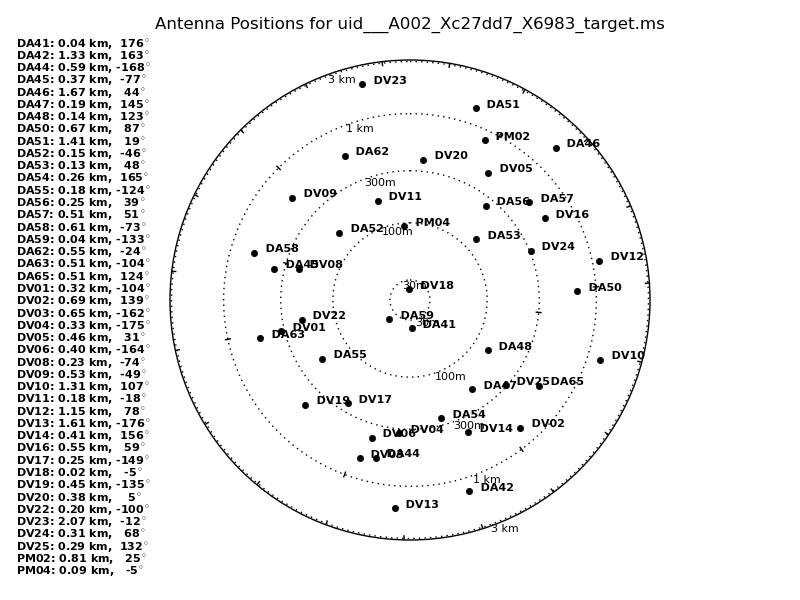 Antenna Positions for uid___A002_Xc27dd7_X6983_target.ms
DA41: 0.04 km, 176°
DA42: 1.33 km, 163°
DA44: 0.59 km, -168°
DA45: 0.37 km, -77°
DA46: 1.67 km, 44°
DA47: 0.19 km, 145°
DA48: 0.14 km, 123°
DA50: 0.67 km, 87°
DA51: 1.41 km, 19°
DA52: 0.15 km, -46°
DA53: 0.13 km, 48°
DA54: 0.26 km, 165°
DA55: 0.18 km, -124°
DA56: 0.25 km, 39°
DA57: 0.51 km, 51°
DA58: 0.61 km, -73°
DA59: 0.04 km, -133°
DA62: 0.55 km, -24°
DA63: 0.51 km, -104°
DA65: 0.51 km, 124°
DV01: 0.32 km, -104°
DV02: 0.69 km, 139°
DV03: 0.65 km, -162°
DV04: 0.33 km, -175°
DV05: 0.46 km, 31°
DV06: 0.40 km, -164°
DV08: 0.23 km, -74°
DV09: 0.53 km, -49°
DV10: 1.31 km, 107°
DV11: 0.18 km, -18°
DV12: 1.15 km, 78°
DV13: 1.61 km, -176°
DV14: 0.41 km, 156°
DV16: 0.55 km, 59°
DV17: 0.25 km, -149°
DV18: 0.02 km, -5°
DV19: 0.45 km, -135°
DV20: 0.38 km, 5°
DV22: 0.20 km, -100°
DV23: 2.07 km, -12°
DV24: 0.31 km, 68°
DV25: 0.29 km, 132°
PM02: 0.81 km, 25°
PM04: 0.09 km, -5°
3 km
DV23
DA51
1 km
PM02
DA46
DA62
DV20
DV05
300m
DV09
DV11
DA56
DA57
DV16
PM04
DA52
100m
DA53
DA58
DV24
DV12
DA45
DV08
30m
DV18
DA50
DV22
DA59
30m
DA41
DV01
DA63
DA48
DA55
DV10
100m
DA47
DV25
DA65
DV19
DV17
DA54
300m
DV06
DV04
DV14
DV02
DV03
DA44
1 km
DA42
DV13
3 km